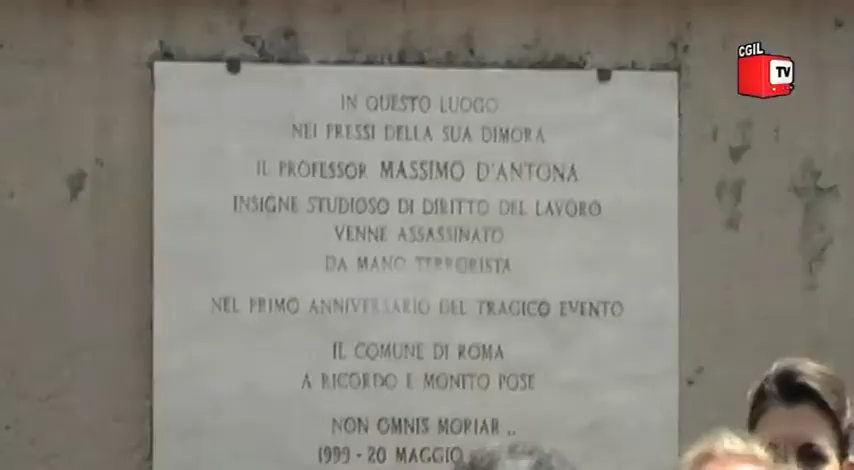 CGIL
TV
IN QUESTO LUOGO
NEI PRESSI DELLA SUA DIMORA
IL PROFESSOR MASSIMO D'ANTONA
INSIGNE STUDIOSO DI DIRITTO DEL LAVORO
VENNE ASSASSINATO
DA MANO TERRORISTA
NEL PRIMO ANNIVERSARIO DEL TRAGICO EVENTO
IL COMUNE DI ROMA
A RICORDO E MONITO POSE
NON OMNIS MORIAR ..
1999 - 20 MAGGIO